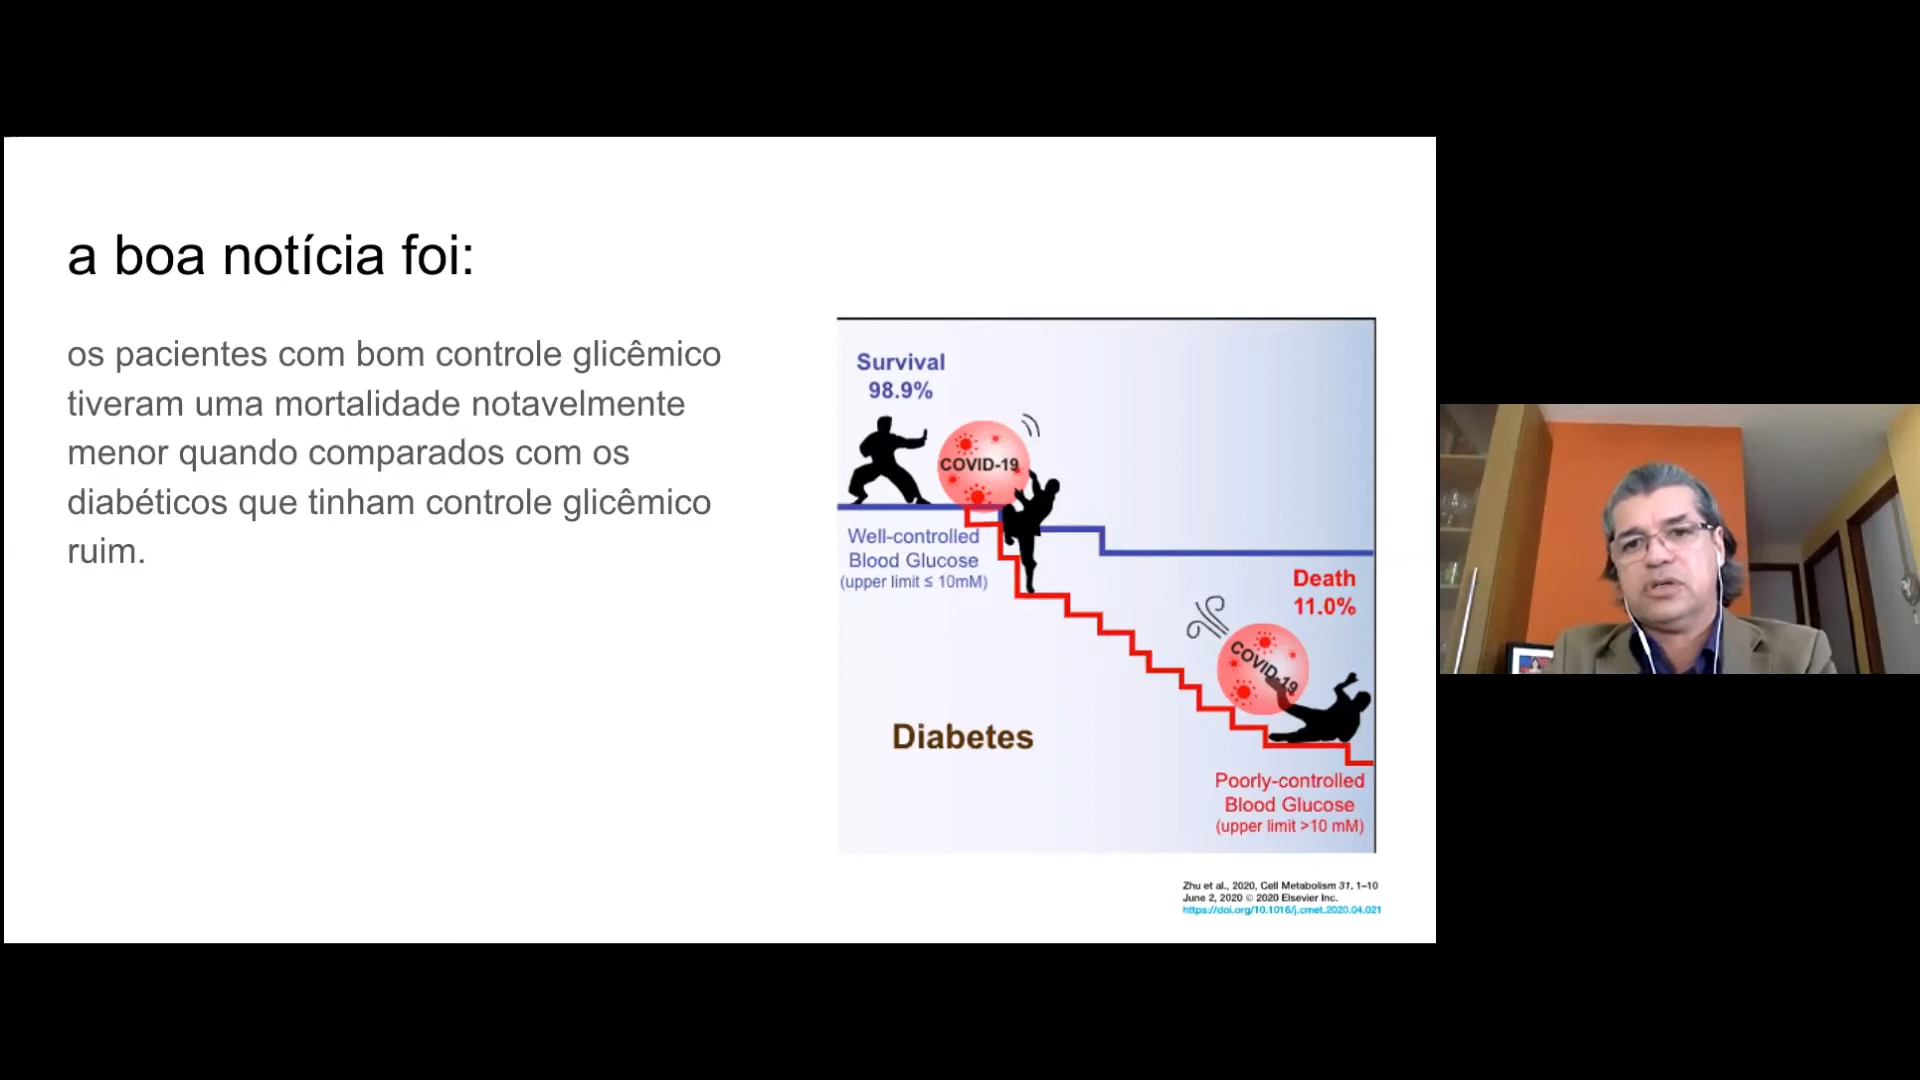 a boa notícia foi:
os pacientes com bom controle glicêmico
tiveram uma mortalidade notavelmente
menor quando comparados com os
diabéticos que tinham controle glicêmico
ruim.
Survival
98.9%
COVID-19
Well-controlled
Blood Glucose
(upper limit ≤ 10mM)
Death
11.0%
COVID-19
Diabetes
Poorly-controlled
Blood Glucose
(upper limit >10 mM)
Zhu et al., 2020, Cell Metabolism 31, 1–10
June 2, 2020 © 2020 Elsevier Inc.
https://doi.org/10.1016/j.cmet.2020.04.021